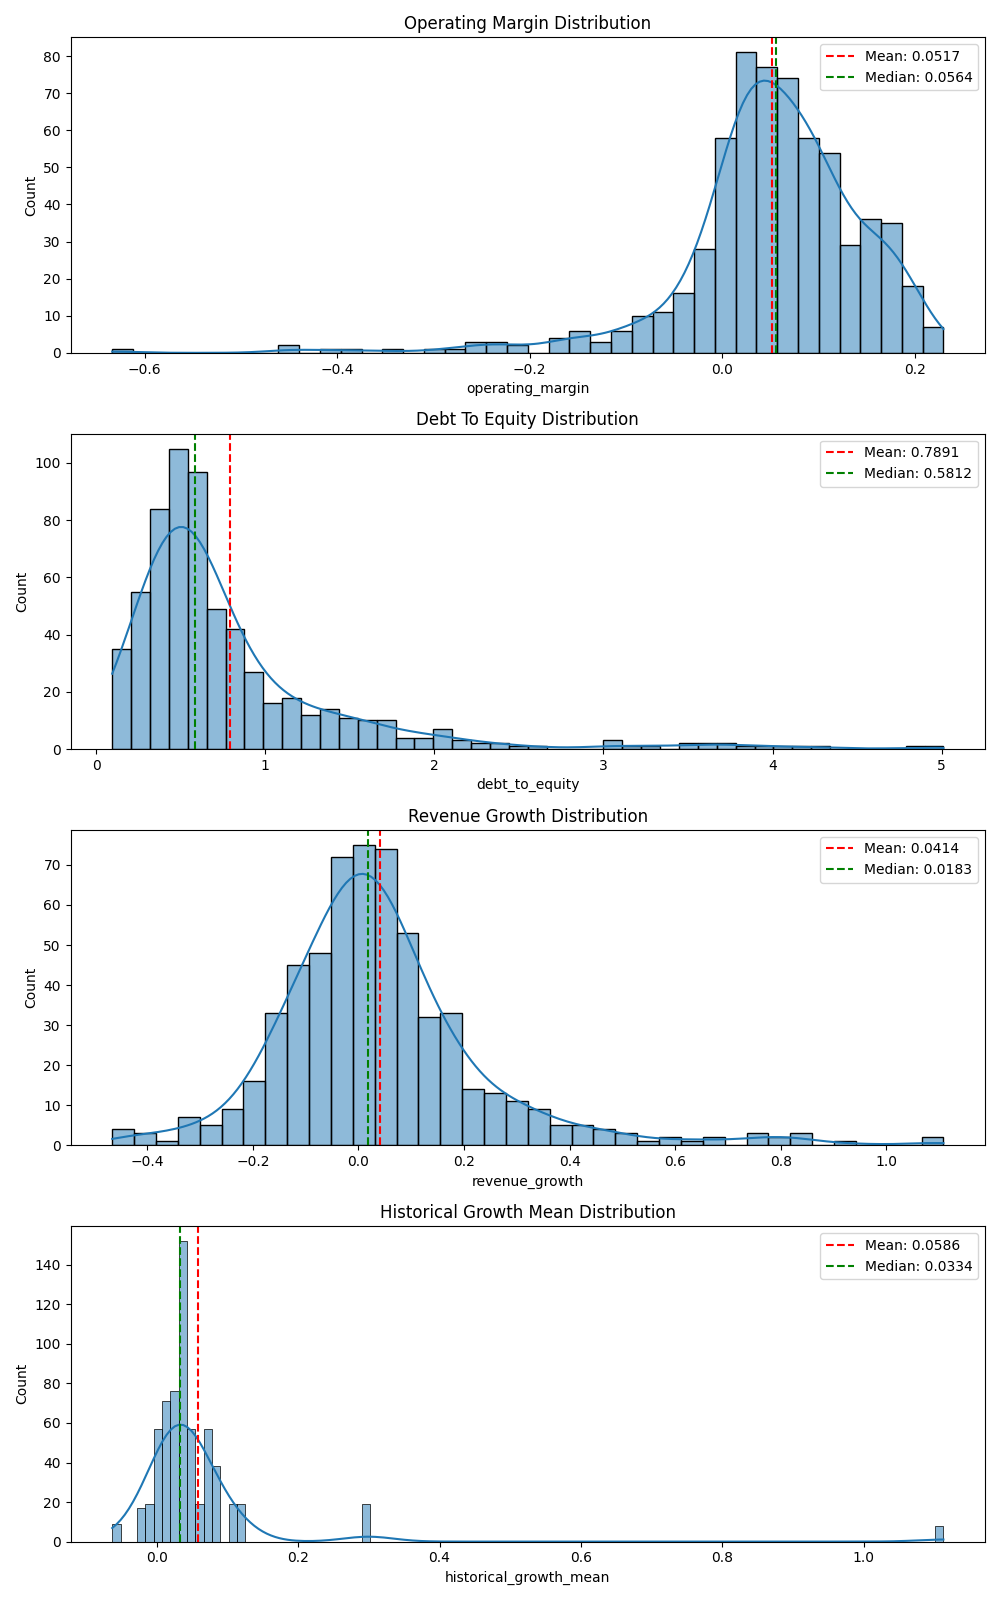 Operating Margin Distribution
Mean: 0.0517
Median: 0.0564
80
70
60
50
40
30
20
10
0
Count
−0.6
−0.4
−0.2
0.0
0.2
operating_margin
Debt To Equity Distribution
Mean: 0.7891
Median: 0.5812
100
80
60
40
20
0
Count
0
1
2
3
4
5
debt_to_equity
Revenue Growth Distribution
Mean: 0.0414
Median: 0.0183
70
60
50
40
30
20
10
0
Count
−0.4
−0.2
0.0
0.2
0.4
0.6
0.8
1.0
revenue_growth
Historical Growth Mean Distribution
Mean: 0.0586
Median: 0.0334
140
120
100
80
60
40
20
0
Count
0.0
0.2
0.4
0.6
0.8
1.0
historical_growth_mean